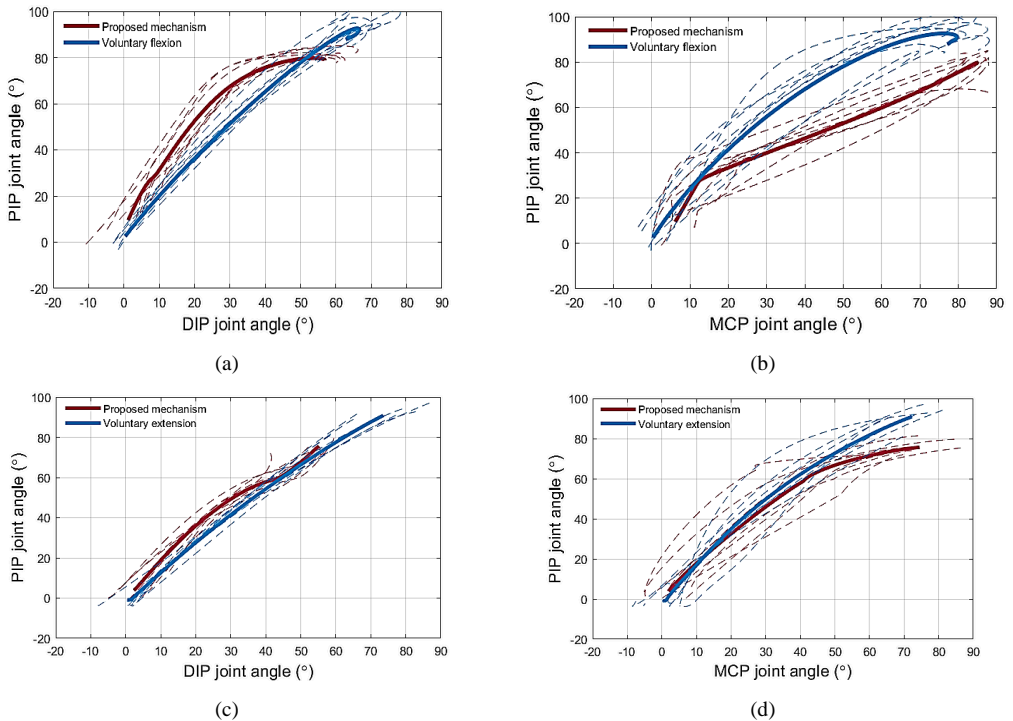 100
Proposed mechanism
Voluntary flexion
80
60
40
20
0
-20
PIP joint angle (°)
-20 -10 0 10 20 30 40 50 60 70 80 90
DIP joint angle (°)
(a)
100
Proposed mechanism
Voluntary flexion
80
60
40
20
0
-20
PIP joint angle (°)
-20 -10 0 10 20 30 40 50 60 70 80 90
MCP joint angle (°)
(b)
100
Proposed mechanism
Voluntary extension
80
60
40
20
0
-20
PIP joint angle (°)
-20 -10 0 10 20 30 40 50 60 70 80 90
DIP joint angle (°)
(c)
100
Proposed mechanism
Voluntary extension
80
60
40
20
0
-20
PIP joint angle (°)
-20 -10 0 10 20 30 40 50 60 70 80 90
MCP joint angle (°)
(d)